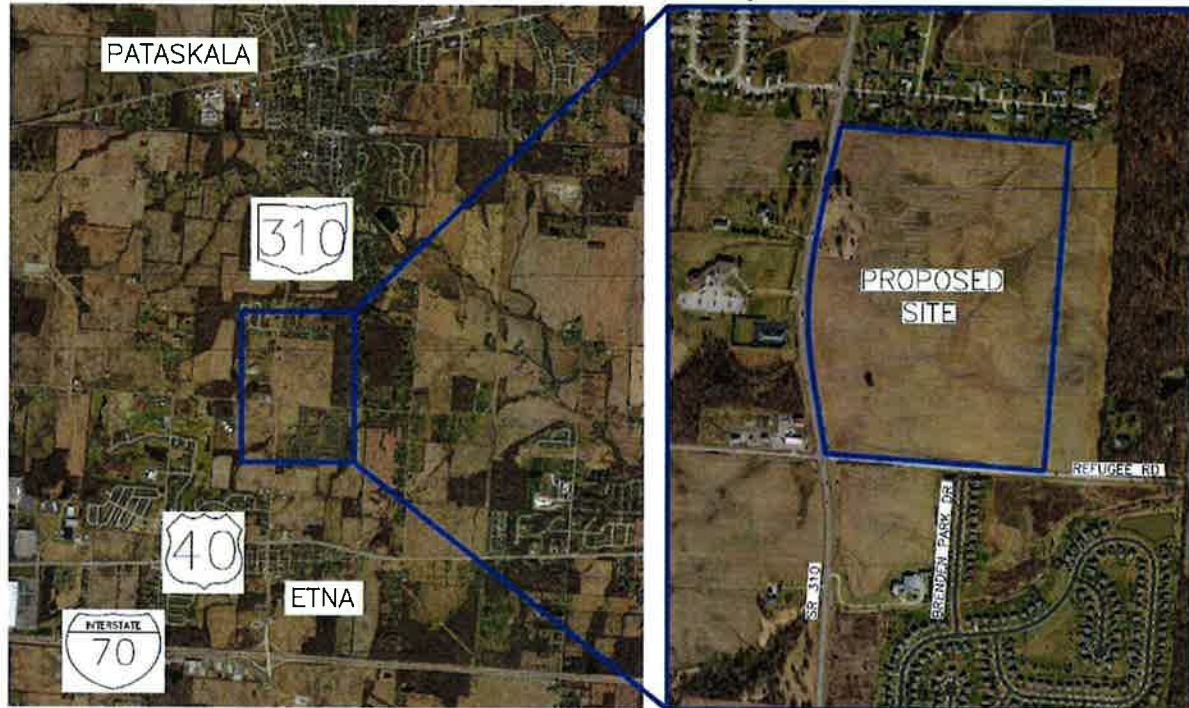 PATASKALA
310
40
ETNA
INTERSTATE
70
PROPOSED
SITE
REFUGEE RD
BRENDEN PARK DR
SR 310